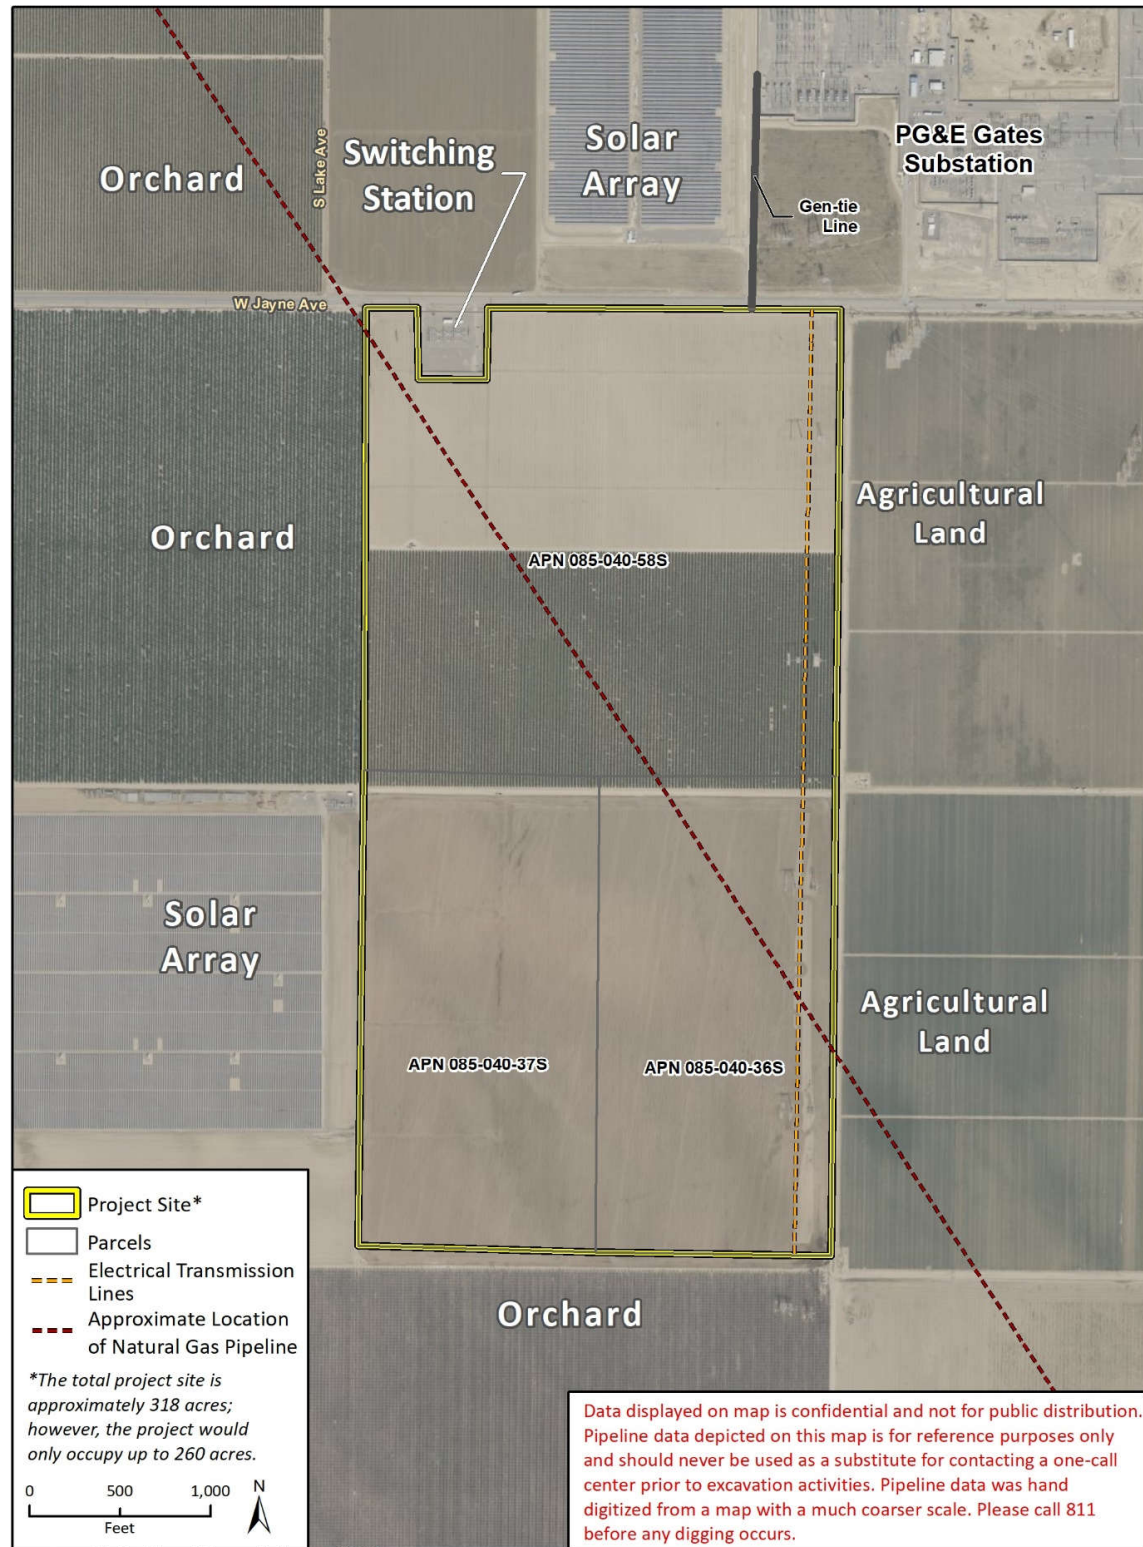 Orchard
S Lake Ave
Switching
Station
Solar
Array
PG&E Gates
Substation
Gen-tie
Line
W Jayne Ave
Orchard
Agricultural
Land
APN 085-040-58S
Solar
Array
Agricultural
Land
APN 085-040-37S
APN 085-040-36S
Orchard
Project Site*
Parcels
Electrical Transmission
Lines
Approximate Location
of Natural Gas Pipeline
*The total project site is
approximately 318 acres;
however, the project would
only occupy up to 260 acres.
0 500 1,000
Feet
N
Data displayed on map is confidential and not for public distribution.
Pipeline data depicted on this map is for reference purposes only
and should never be used as a substitute for contacting a one-call
center prior to excavation activities. Pipeline data was hand
digitized from a map with a much coarser scale. Please call 811
before any digging occurs.